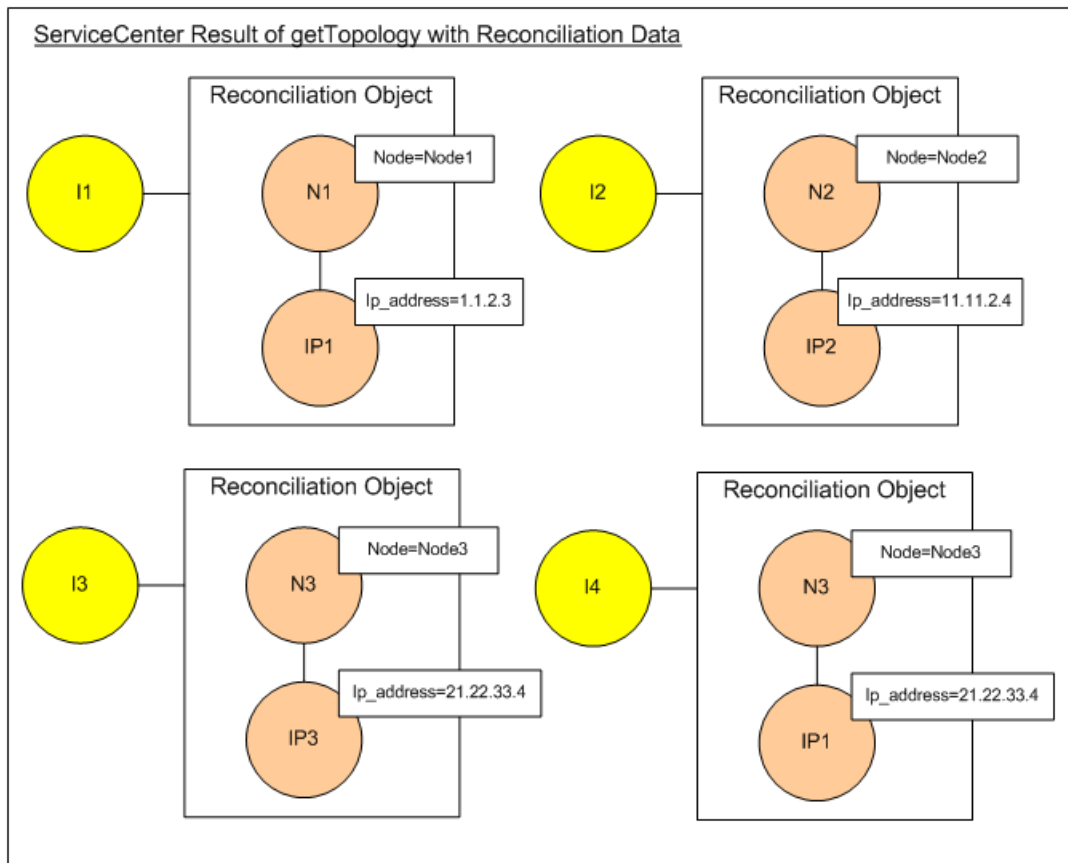 ServiceCenter Result of getTopology with Reconciliation Data
Reconciliation Object
I1
N1
Node=Node1
Ip_address=1.1.2.3
IP1
Reconciliation Object
I2
N2
Node=Node2
Ip_address=11.11.2.4
IP2
Reconciliation Object
I3
N3
Node=Node3
Ip_address=21.22.33.4
IP3
Reconciliation Object
I4
N3
Node=Node3
Ip_address=21.22.33.4
IP1